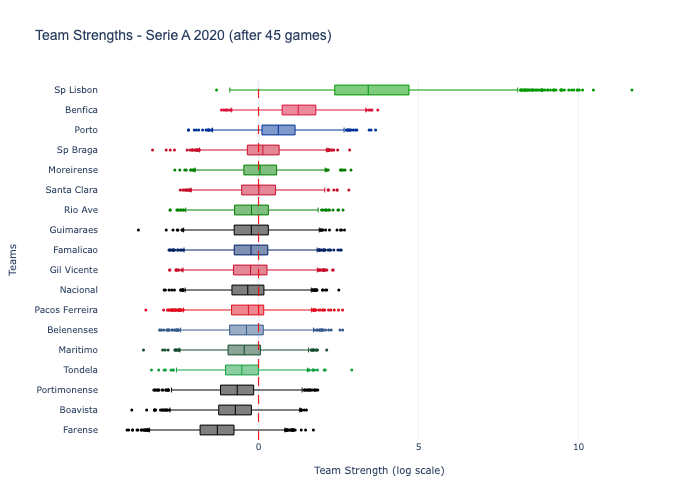 Team Strengths - Serie A 2020 (after 45 games)
Sp Lisbon
Benfica
Porto
Sp Braga
Moreirense
Santa Clara
Rio Ave
Guimaraes
Famalicao
Gil Vicente
Nacional
Pacos Ferreira
Belenenses
Maritimo
Tondela
Portimonense
Boavista
Farense
Teams
0 5 10
Team Strength (log scale)